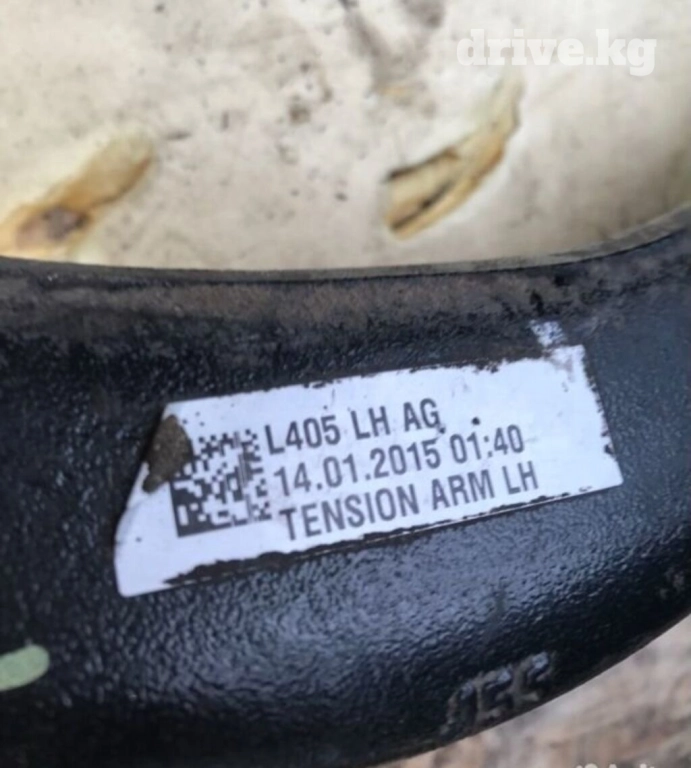 drive.kg
L405 LH AG
14.01.2015 01:40
TENSION ARM LH